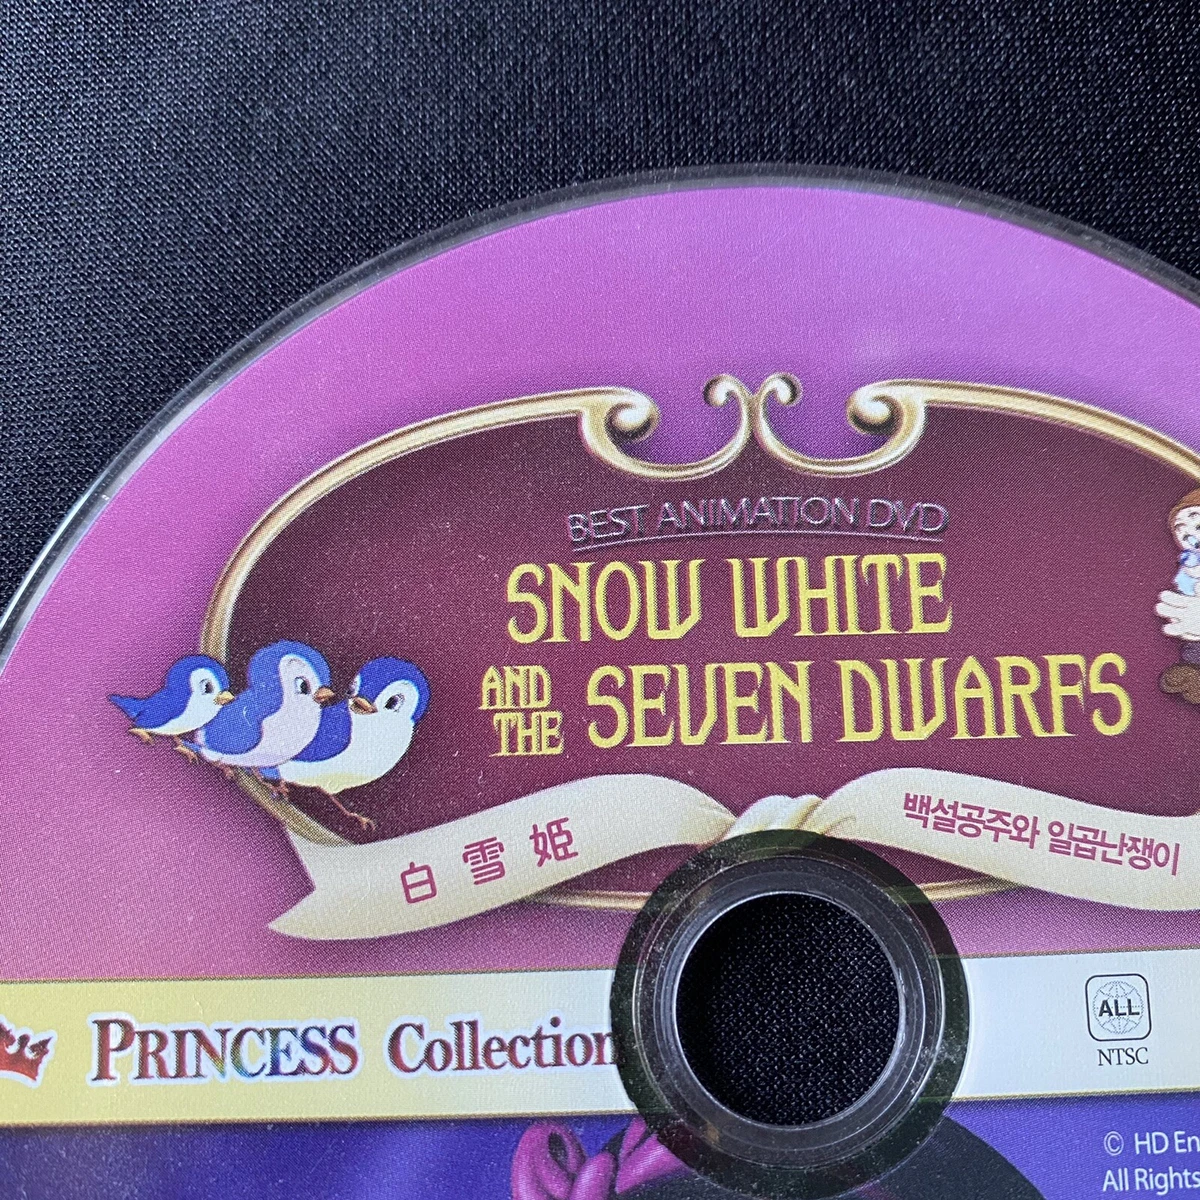 BEST ANIMATION DVD
SNOW WHITE
AND THE SEVEN DWARFS
白雪姫
백설공주와 일곱난쟁이
PRINCESS Collection
ALL
NTSC
© HD En
All Rights